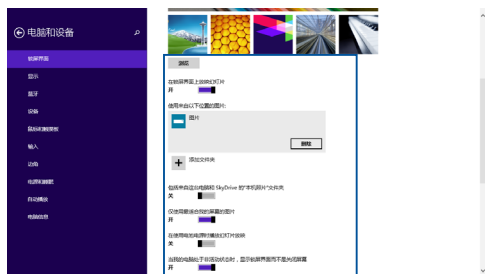 电脑和设备
锁屏界面
显示
蓝牙
设备
鼠标和触摸板
输入
边角
电源和睡眠
自动播放
电脑信息
浏览
在锁屏界面上放映幻灯片
开
使用来自以下位置的图片:
图片
删除
添加文件夹
包括来自这台电脑和 SkyDrive 的“本机照片”文件夹
关
仅使用最适合我的屏幕的图片
开
在使用电池电源时播放幻灯片放映
关
当我的电脑处于非活动状态时，显示锁屏界面而不是关闭屏幕
开